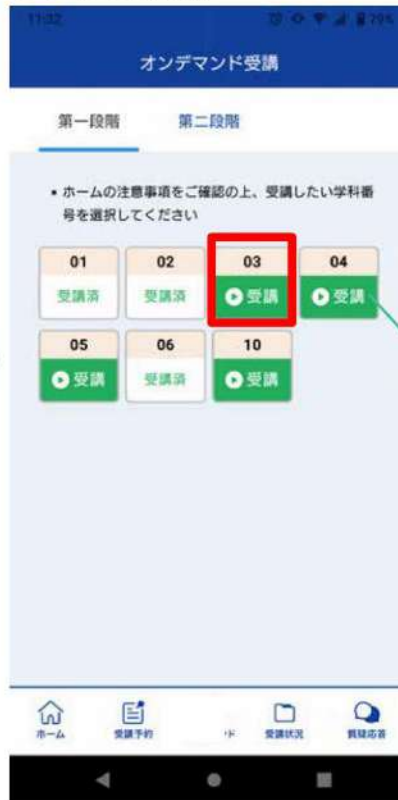 11:02
79%
オンデマンド受講
第一段階
第二段階
• ホームの注意事項をご確認の上、受講したい学科番
号を選択してください
01 02 03 04
受講済 受講済 受講 受講
05 06 10
受講 受講済 受講
ホーム 受講予約 ド 受講状況 質疑応答